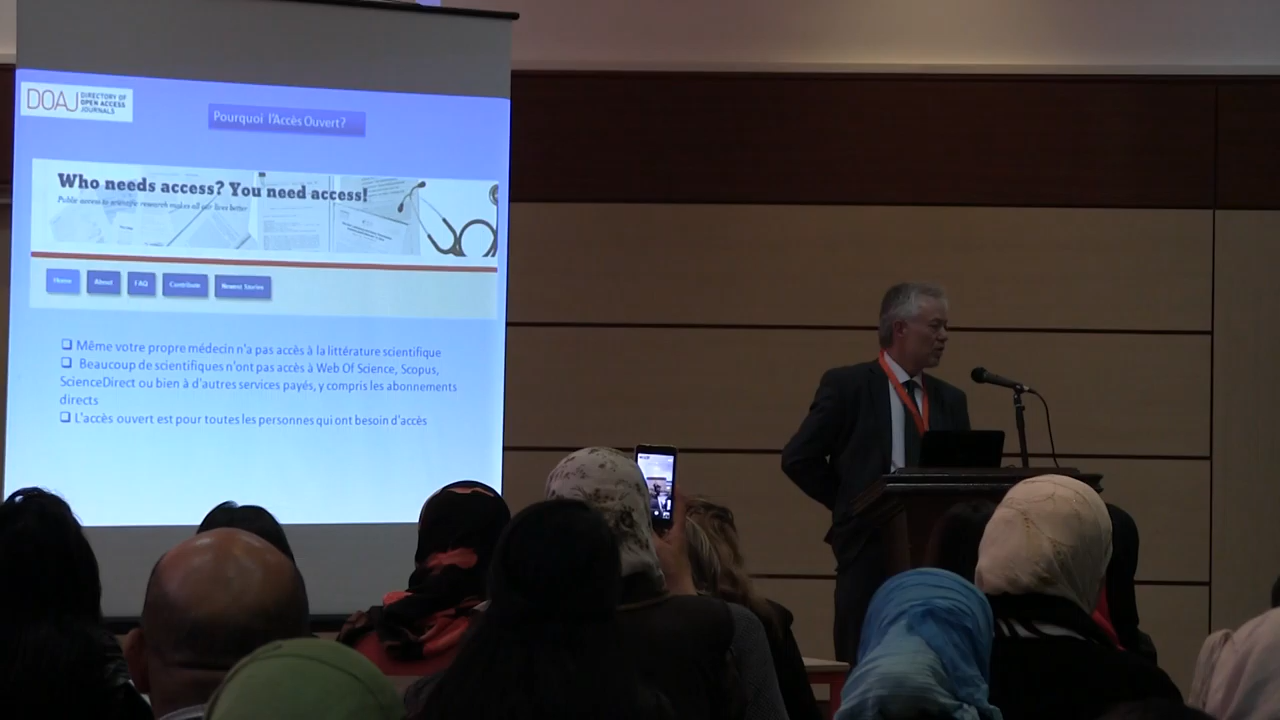 DOAJ
DIRECTORY OF
OPEN ACCESS
JOURNALS
Pourquoi l'Accès Ouvert?
Who needs access? You need access!
Public access to scientific research makes all our lives better
Home
About
FAQ
Contribute
Newest Stories
Même votre propre médecin n'a pas accès à la littérature scientifique
Beaucoup de scientifiques n'ont pas accès à Web Of Science, Scopus,
ScienceDirect ou bien à d'autres services payés, y compris les abonnements
directs
L'accès ouvert est pour toutes les personnes qui ont besoin d'accès